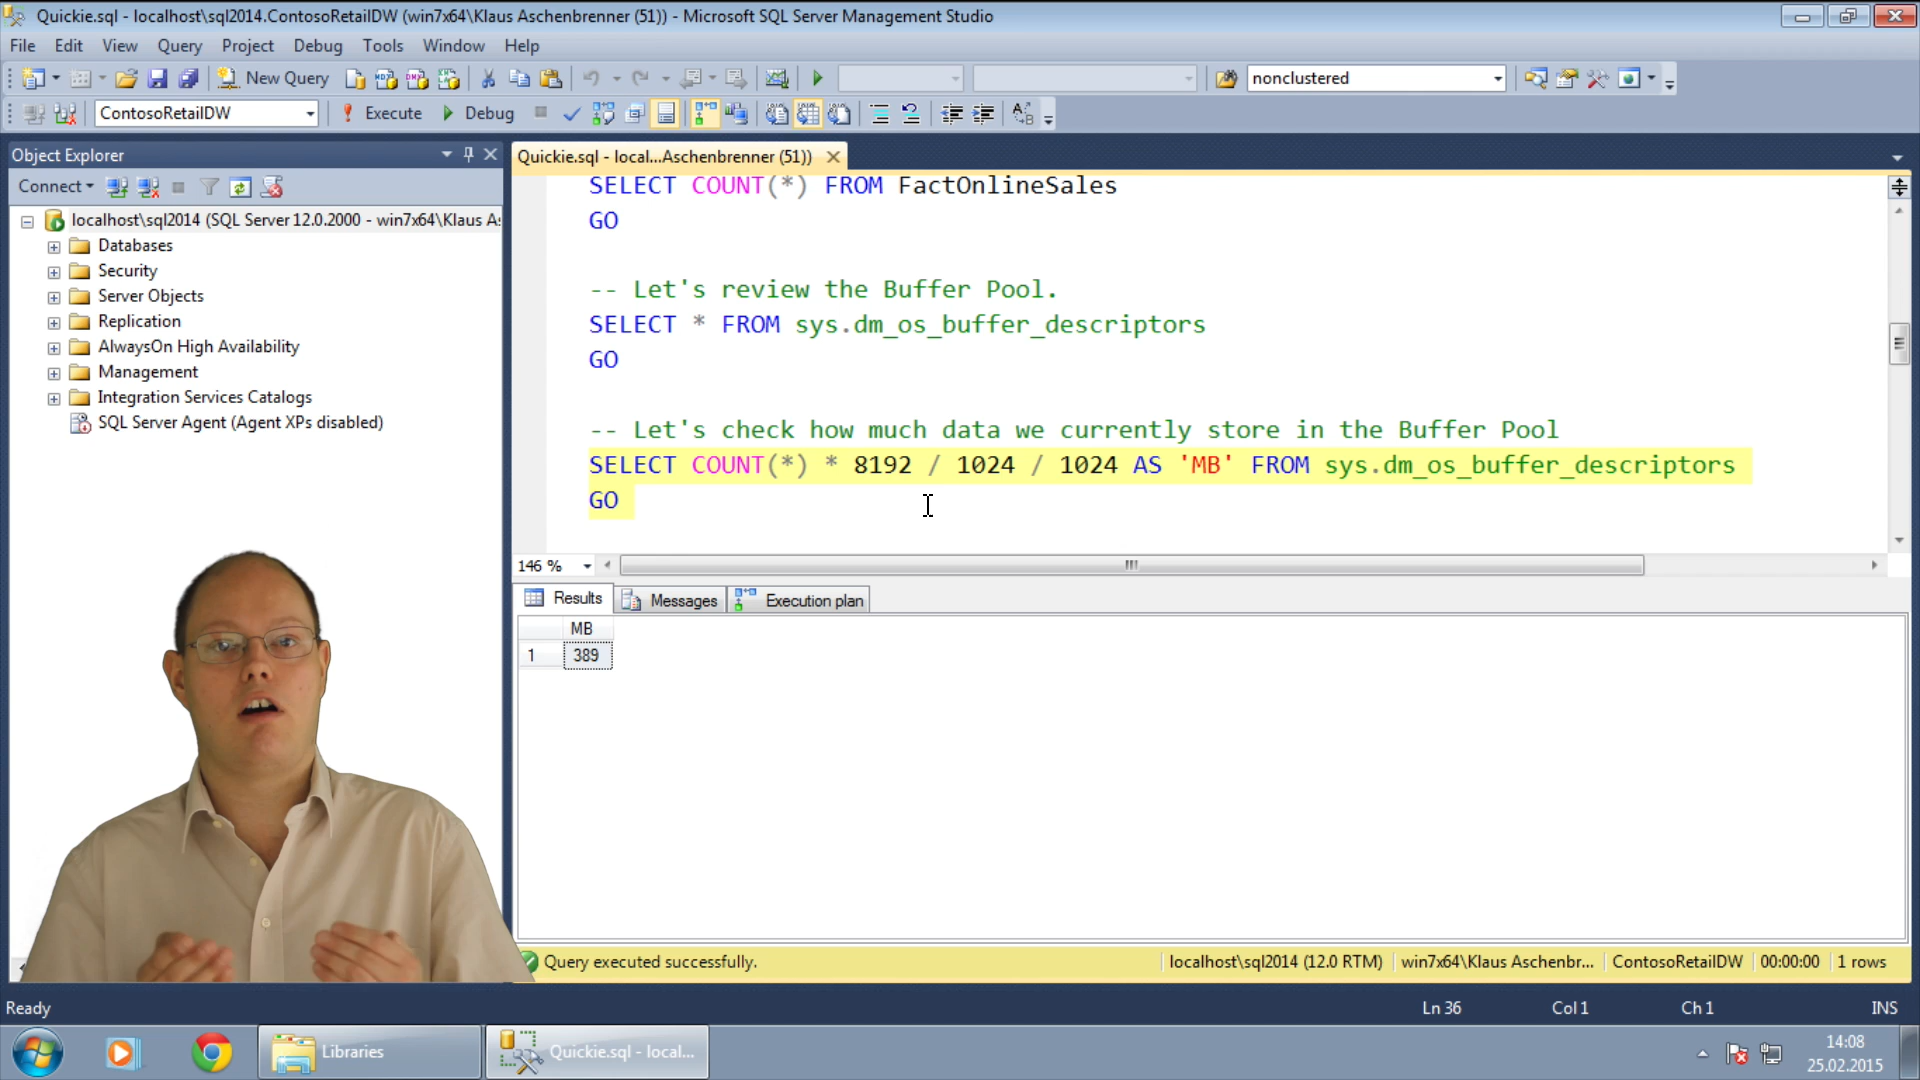 Quickie.sql - localhost\sql2014.ContosoRetailDW (win7x64\Klaus Aschenbrenner (51)) - Microsoft SQL Server Management Studio
File Edit View Query Project Debug Tools Window Help
New Query nonclustered
ContosoRetailDW Execute Debug
Object Explorer
Quickie.sql - local...Aschenbrenner (51))
Connect
localhost\sql2014 (SQL Server 12.0.2000 - win7x64\Klaus A
Databases
Security
Server Objects
Replication
AlwaysOn High Availability
Management
Integration Services Catalogs
SQL Server Agent (Agent XPs disabled)
SELECT COUNT(*) FROM FactOnlineSales
GO
-- Let's review the Buffer Pool.
SELECT * FROM sys.dm_os_buffer_descriptors
GO
-- Let's check how much data we currently store in the Buffer Pool
SELECT COUNT(*) * 8192 / 1024 / 1024 AS 'MB' FROM sys.dm_os_buffer_descriptors
GO
146 %
Results Messages Execution plan
MB
1 389
Query executed successfully. localhost\sql2014 (12.0 RTM) win7x64\Klaus Aschenbr... ContosoRetailDW 00:00:00 1 rows
Ready Ln 36 Col 1 Ch 1 INS
Libraries Quickie.sql - local...
14:08
25.02.2015